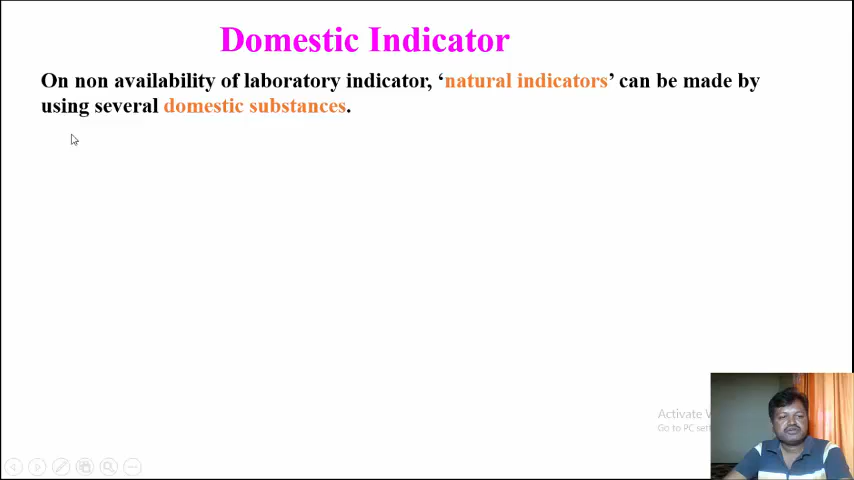 Domestic Indicator
On non availability of laboratory indicator, ‘natural indicators’ can be made by
using several domestic substances.
Activate
Go to PC